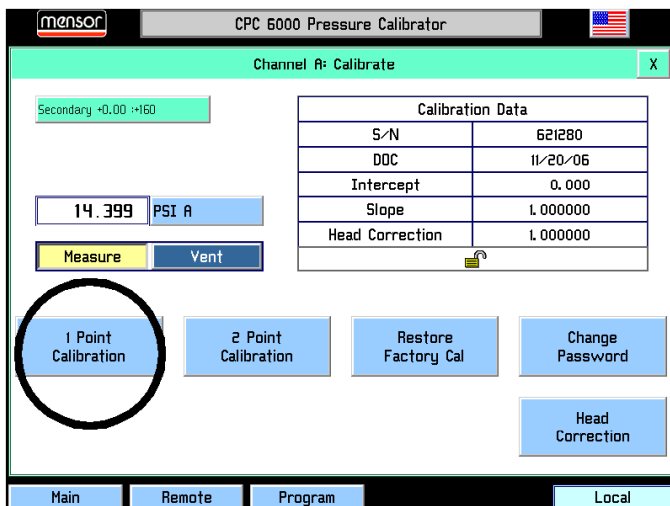 mensor
CPC 6000 Pressure Calibrator
Channel A: Calibrate
X
Secondary +0.00 :+160
Calibration Data
S/N 621280
DOC 11/20/06
Intercept 0.000
Slope 1.000000
Head Correction 1.000000
14.399 PSI A
Measure Vent
1 Point
Calibration
2 Point
Calibration
Restore
Factory Cal
Change
Password
Head
Correction
Main Remote Program Local